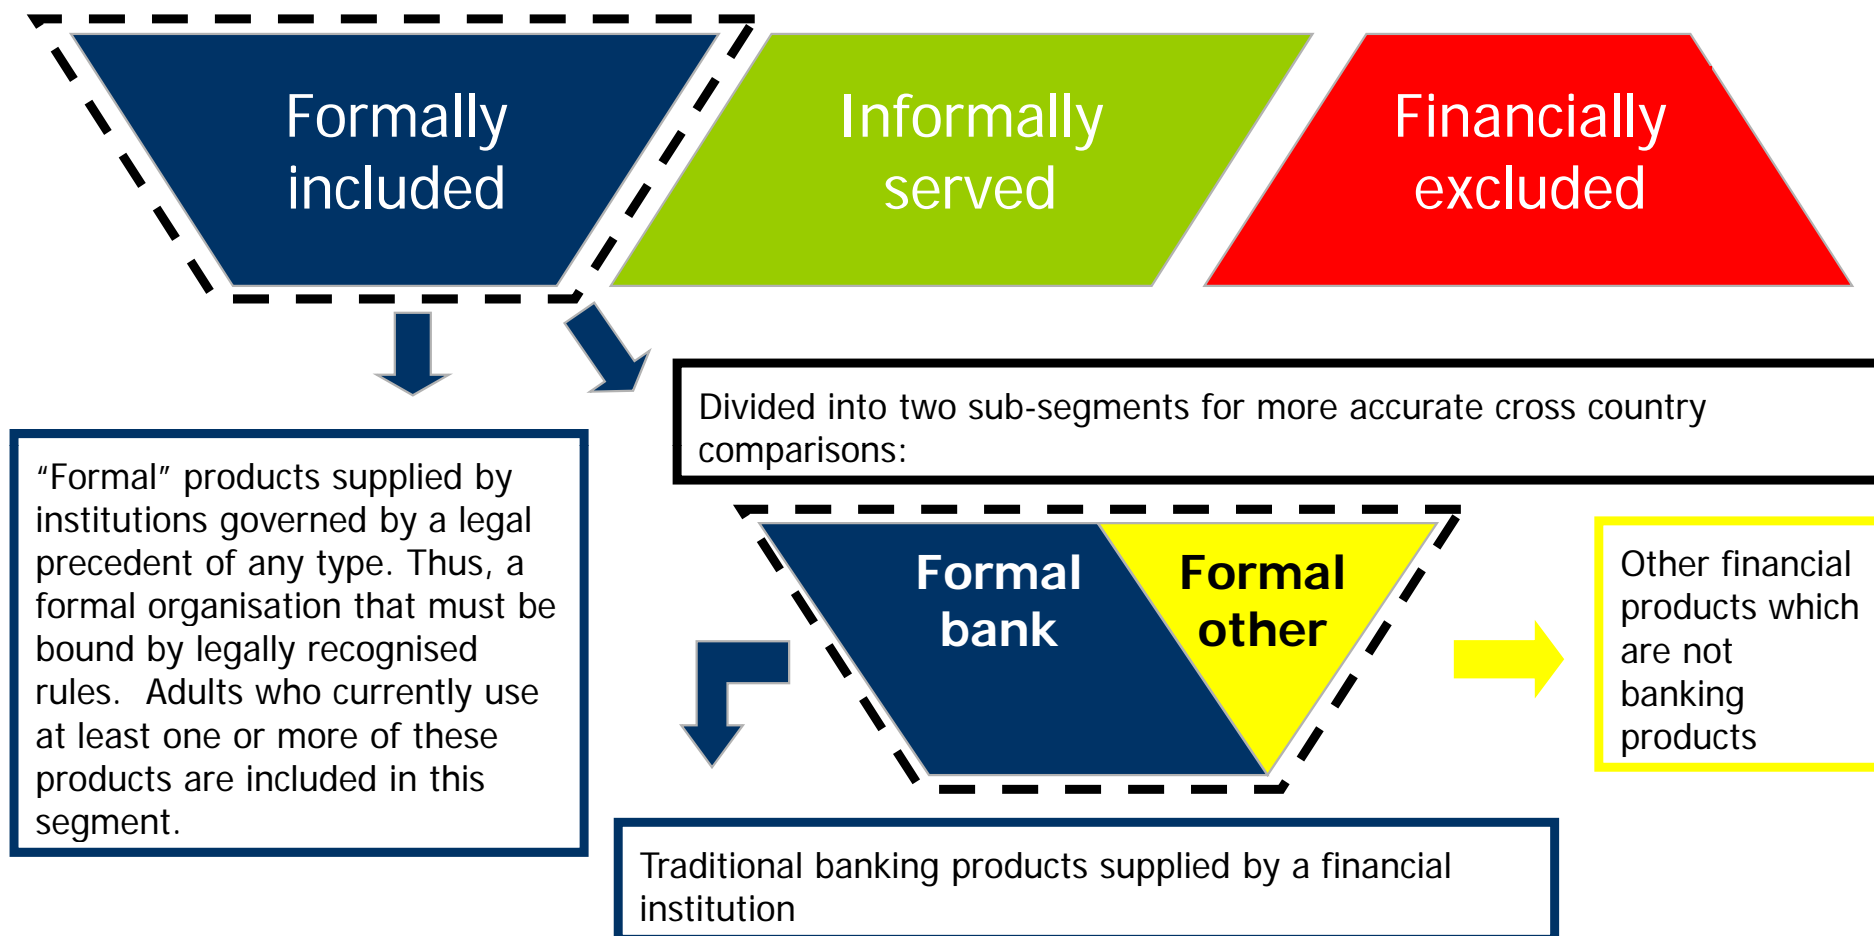 Formally
included
Informally
served
Financially
excluded
Divided into two sub-segments for more accurate cross country
comparisons:
“Formal” products supplied by
institutions governed by a legal
precedent of any type. Thus, a
formal organisation that must be
bound by legally recognised
rules.  Adults who currently use
at least one or more of these
products are included in this
segment.
Formal
bank
Formal
other
Other financial
products which
are not
banking
products
Traditional banking products supplied by a financial
institution